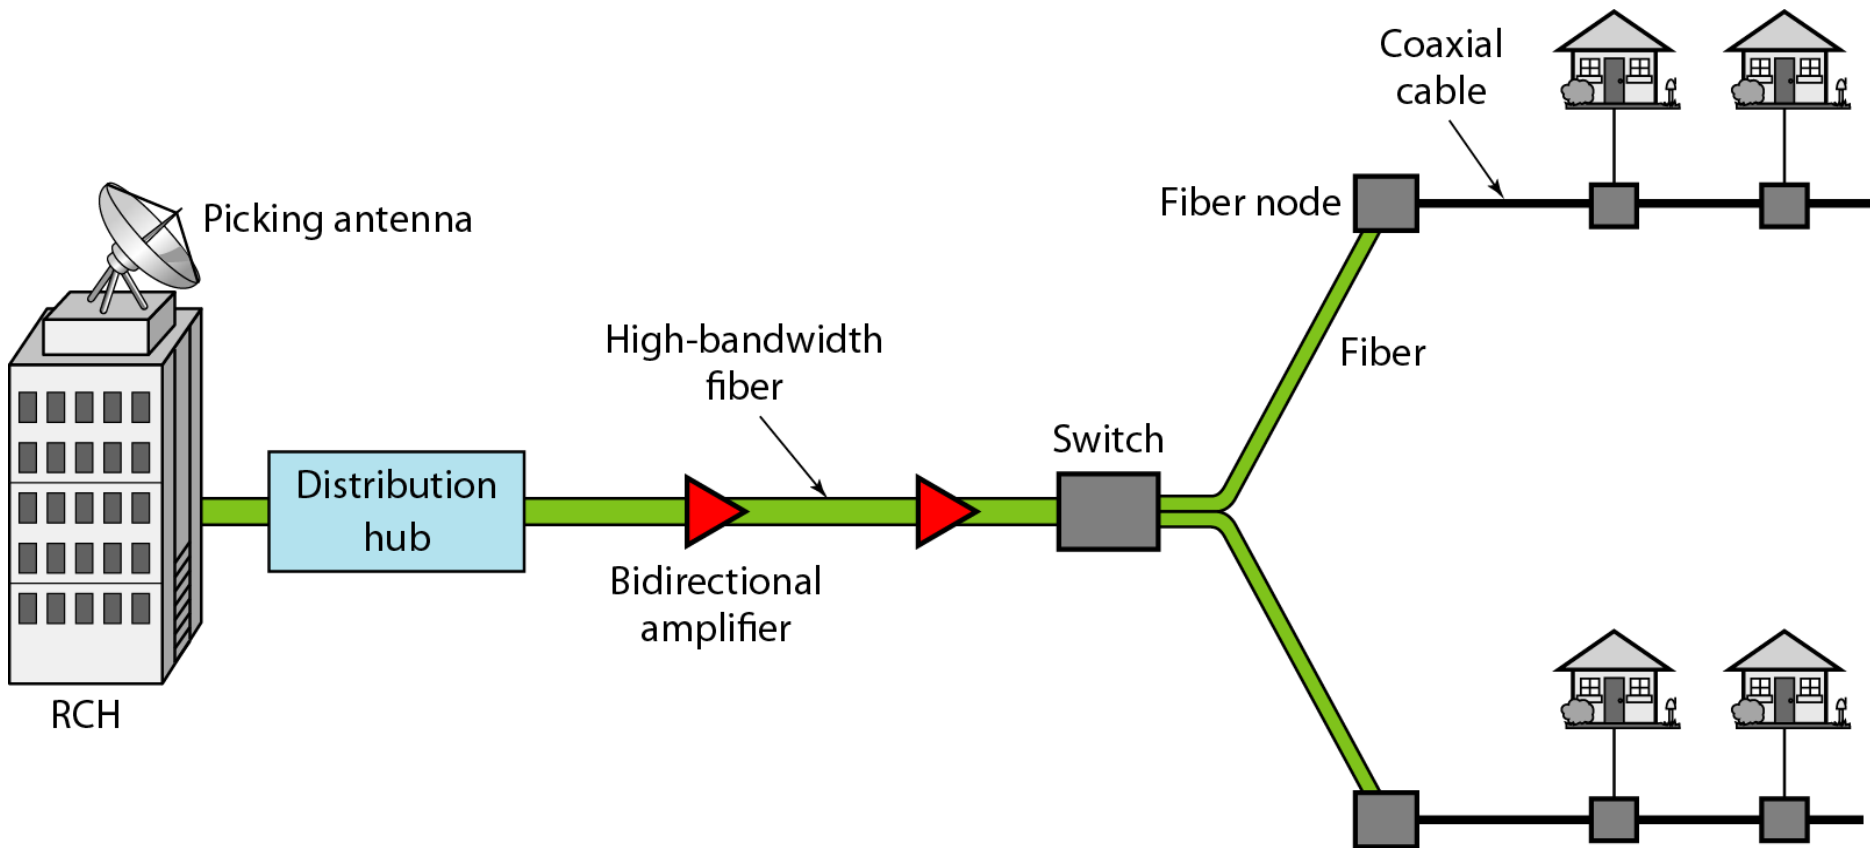 Coaxial
cable
Picking antenna
Fiber node
High-bandwidth
fiber
Fiber
Switch
Distribution
hub
Bidirectional
amplifier
RCH